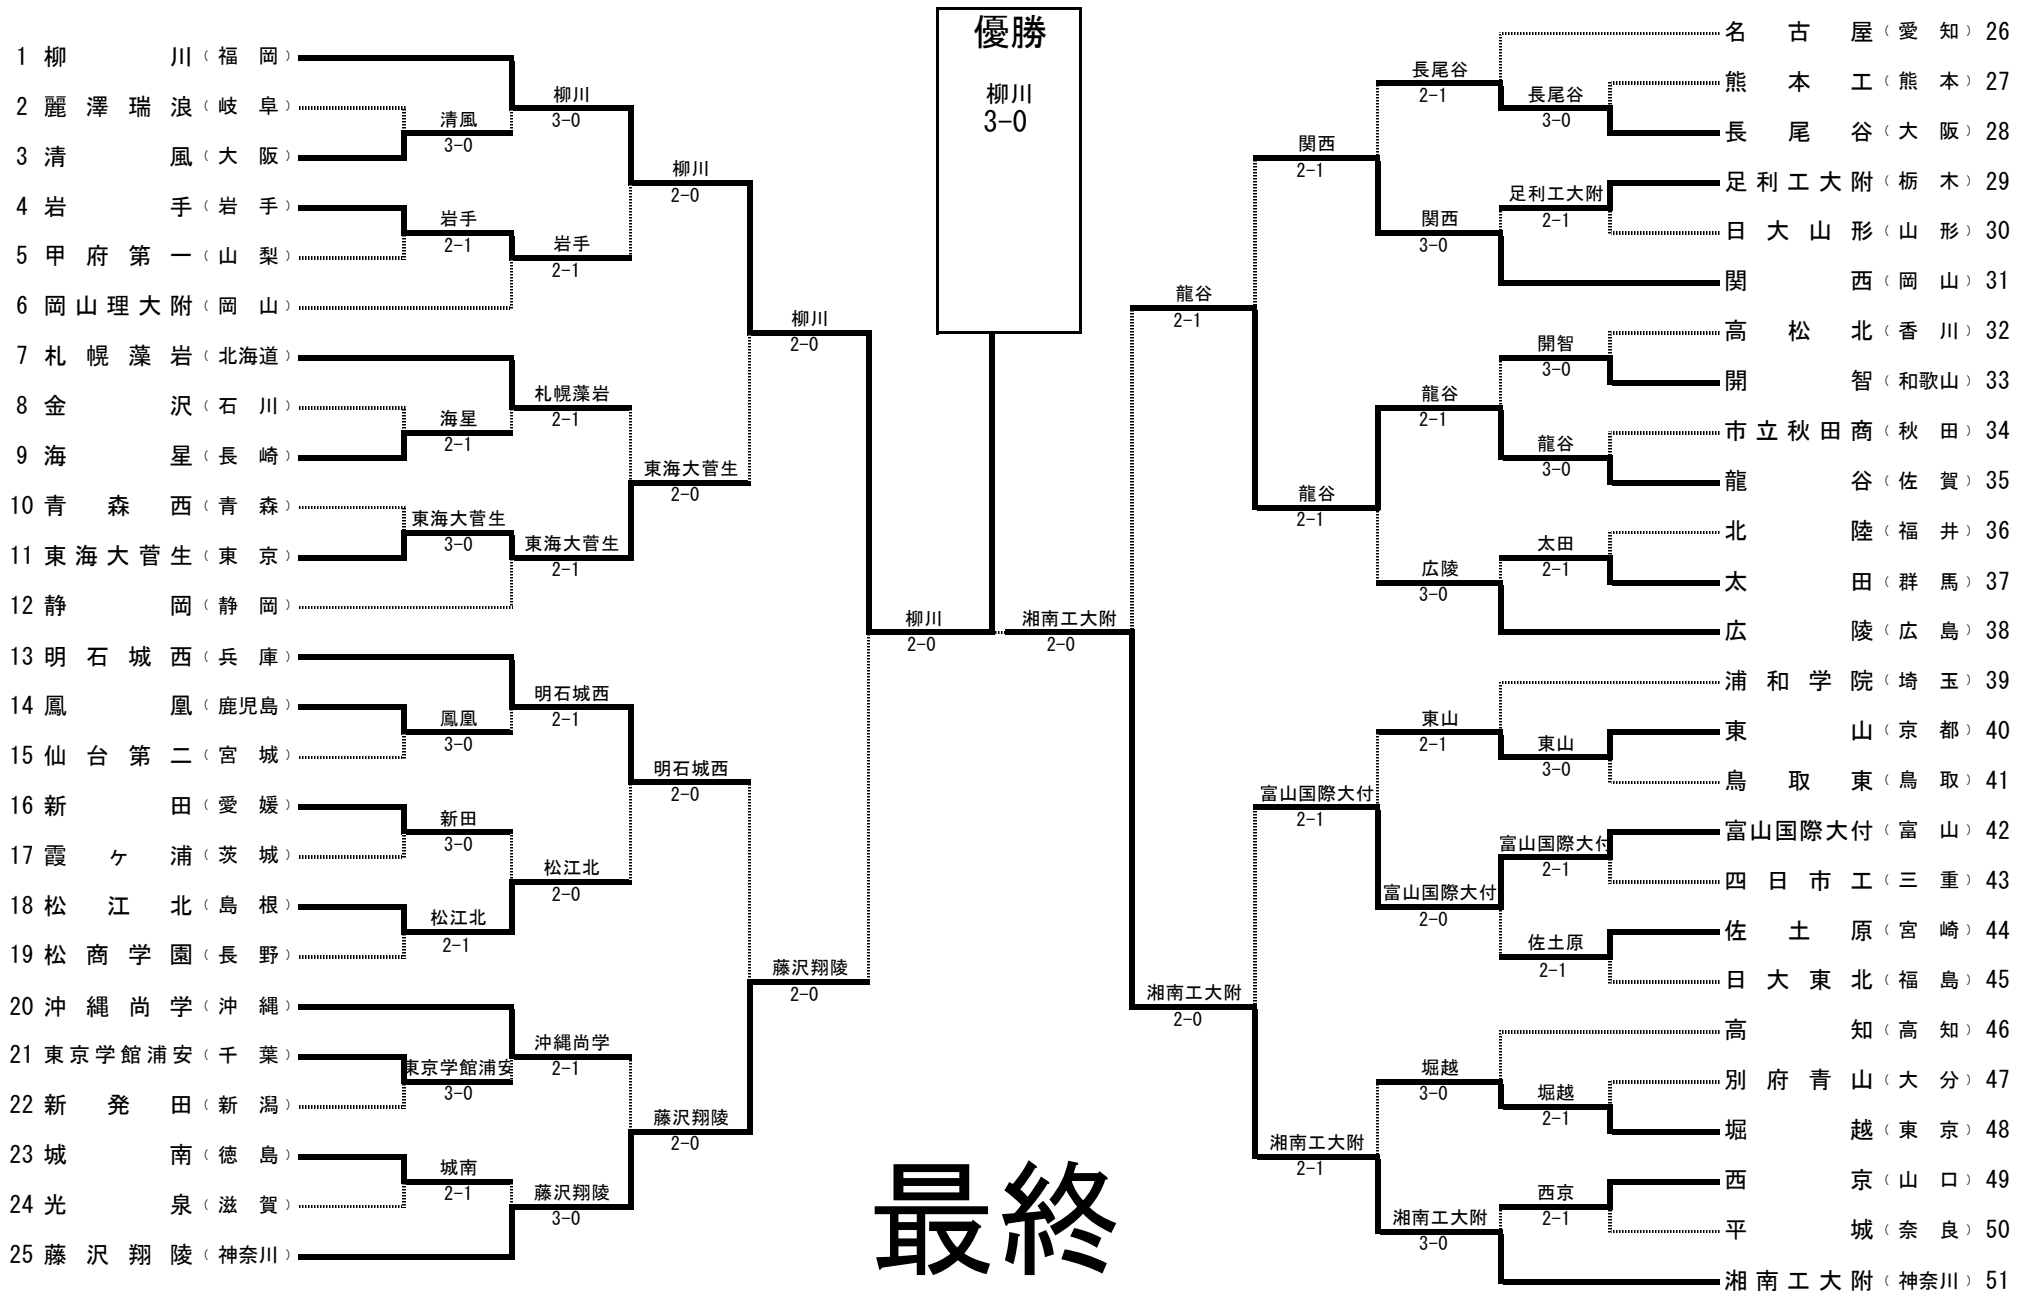 優勝
柳川
3-0
1 柳川（福岡）
2 麗澤瑞浪（岐阜）
3 清風（大阪）
4 岩手（岩手）
5 甲府第一（山梨）
6 岡山理大附（岡山）
7 札幌藻岩（北海道）
8 金沢（石川）
9 海星（長崎）
10 青森西（青森）
11 東海大菅生（東京）
12 静岡（静岡）
13 明石城西（兵庫）
14 鳳凰（鹿児島）
15 仙台第二（宮城）
16 新田（愛媛）
17 霞ヶ浦（茨城）
18 松江北（島根）
19 松商学園（長野）
20 沖縄尚学（沖縄）
21 東京学館浦安（千葉）
22 新発田（新潟）
23 城南（徳島）
24 光泉（滋賀）
25 藤沢翔陵（神奈川）
清風
3-0
岩手
2-1
海星
2-1
東海大菅生
3-0
鳳凰
3-0
新田
3-0
松江北
2-1
東京学館浦安
3-0
城南
2-1
柳川
3-0
岩手
2-1
札幌藻岩
2-1
東海大菅生
2-1
明石城西
2-1
松江北
2-0
沖縄尚学
2-1
藤沢翔陵
3-0
柳川
2-0
東海大菅生
2-0
明石城西
2-0
藤沢翔陵
2-0
柳川
2-0
藤沢翔陵
2-0
柳川
2-0
湘南工大附
2-0
龍谷
2-1
湘南工大附
2-0
関西
2-1
龍谷
2-1
富山国際大付
2-1
湘南工大附
2-1
長尾谷
2-1
関西
3-0
龍谷
2-1
広陵
3-0
東山
2-1
富山国際大付
2-0
堀越
3-0
湘南工大附
3-0
長尾谷
3-0
足利工大附
2-1
開智
3-0
龍谷
3-0
太田
2-1
東山
3-0
富山国際大付
2-1
佐土原
2-1
堀越
2-1
西京
2-1
名古屋（愛知）26
熊本工（熊本）27
長尾谷（大阪）28
足利工大附（栃木）29
日大山形（山形）30
関西（岡山）31
高松北（香川）32
開智（和歌山）33
市立秋田商（秋田）34
龍谷（佐賀）35
北陸（福井）36
太田（群馬）37
広陵（広島）38
浦和学院（埼玉）39
東山（京都）40
鳥取東（鳥取）41
富山国際大付（富山）42
四日市工（三重）43
佐土原（宮崎）44
日大東北（福島）45
高知（高知）46
別府青山（大分）47
堀越（東京）48
西京（山口）49
平城（奈良）50
湘南工大附（神奈川）51
最終